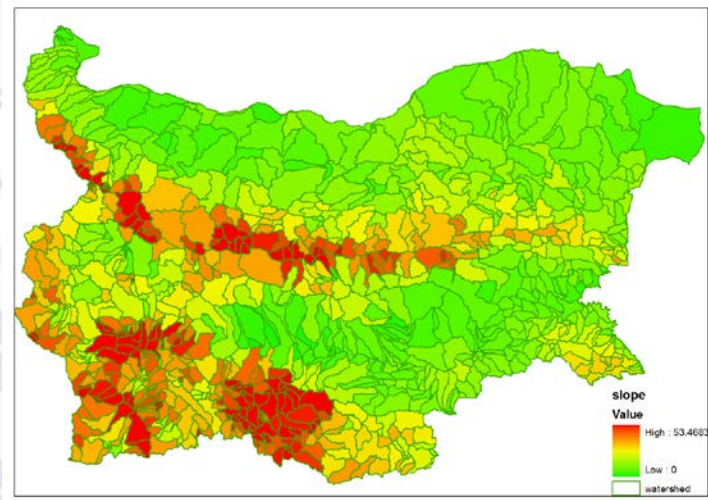 slope
Value
High : 53.4683
Low : 0
watershed